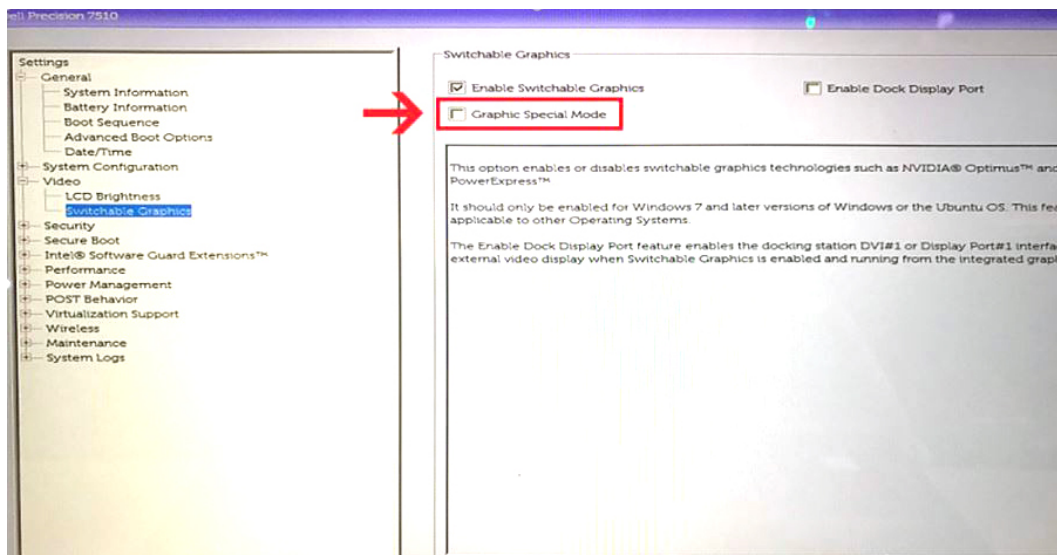 ell Precision 7510
Settings
General
System Information
Battery Information
Boot Sequence
Advanced Boot Options
Date/Time
System Configuration
Video
LCD Brightness
Switchable Graphics
Security
Secure Boot
Intel® Software Guard Extensions™
Performance
Power Management
POST Behavior
Virtualization Support
Wireless
Maintenance
System Logs
Switchable Graphics
Enable Switchable Graphics
Enable Dock Display Port
Graphic Special Mode
This option enables or disables switchable graphics technologies such as NVIDIA® Optimus™ and
PowerExpress™
It should only be enabled for Windows 7 and later versions of Windows or the Ubuntu OS. This fea
applicable to other Operating Systems.
The Enable Dock Display Port feature enables the docking station DVI#1 or Display Port#1 interfa
external video display when Switchable Graphics is enabled and running from the integrated grap